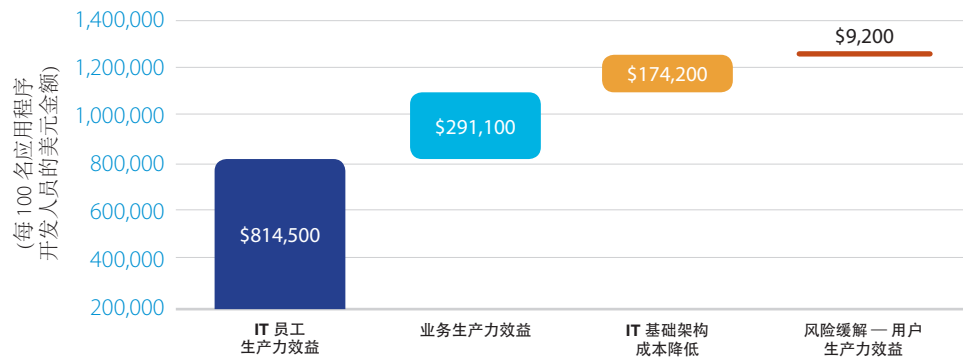 (每 100 名应用程序
开发人员的美元金额)
1,400,000
1,200,000
1,000,000
800,000
600,000
400,000
200,000
$814,500
$291,100
$174,200
$9,200
IT 员工
生产力效益
业务生产力效益
IT 基础架构
成本降低
风险缓解 — 用户
生产力效益